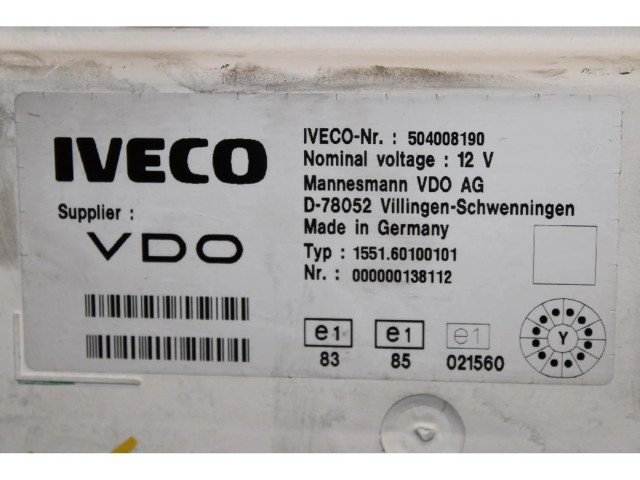 IVECO
Supplier :
VDO
IVECO-Nr. : 504008190
Nominal voltage : 12 V
Mannesmann VDO AG
D-78052 Villingen-Schwenningen
Made in Germany
Typ : 1551.60100101
Nr. : 000000138112
e1 e1 e1
83 85 021560
Y